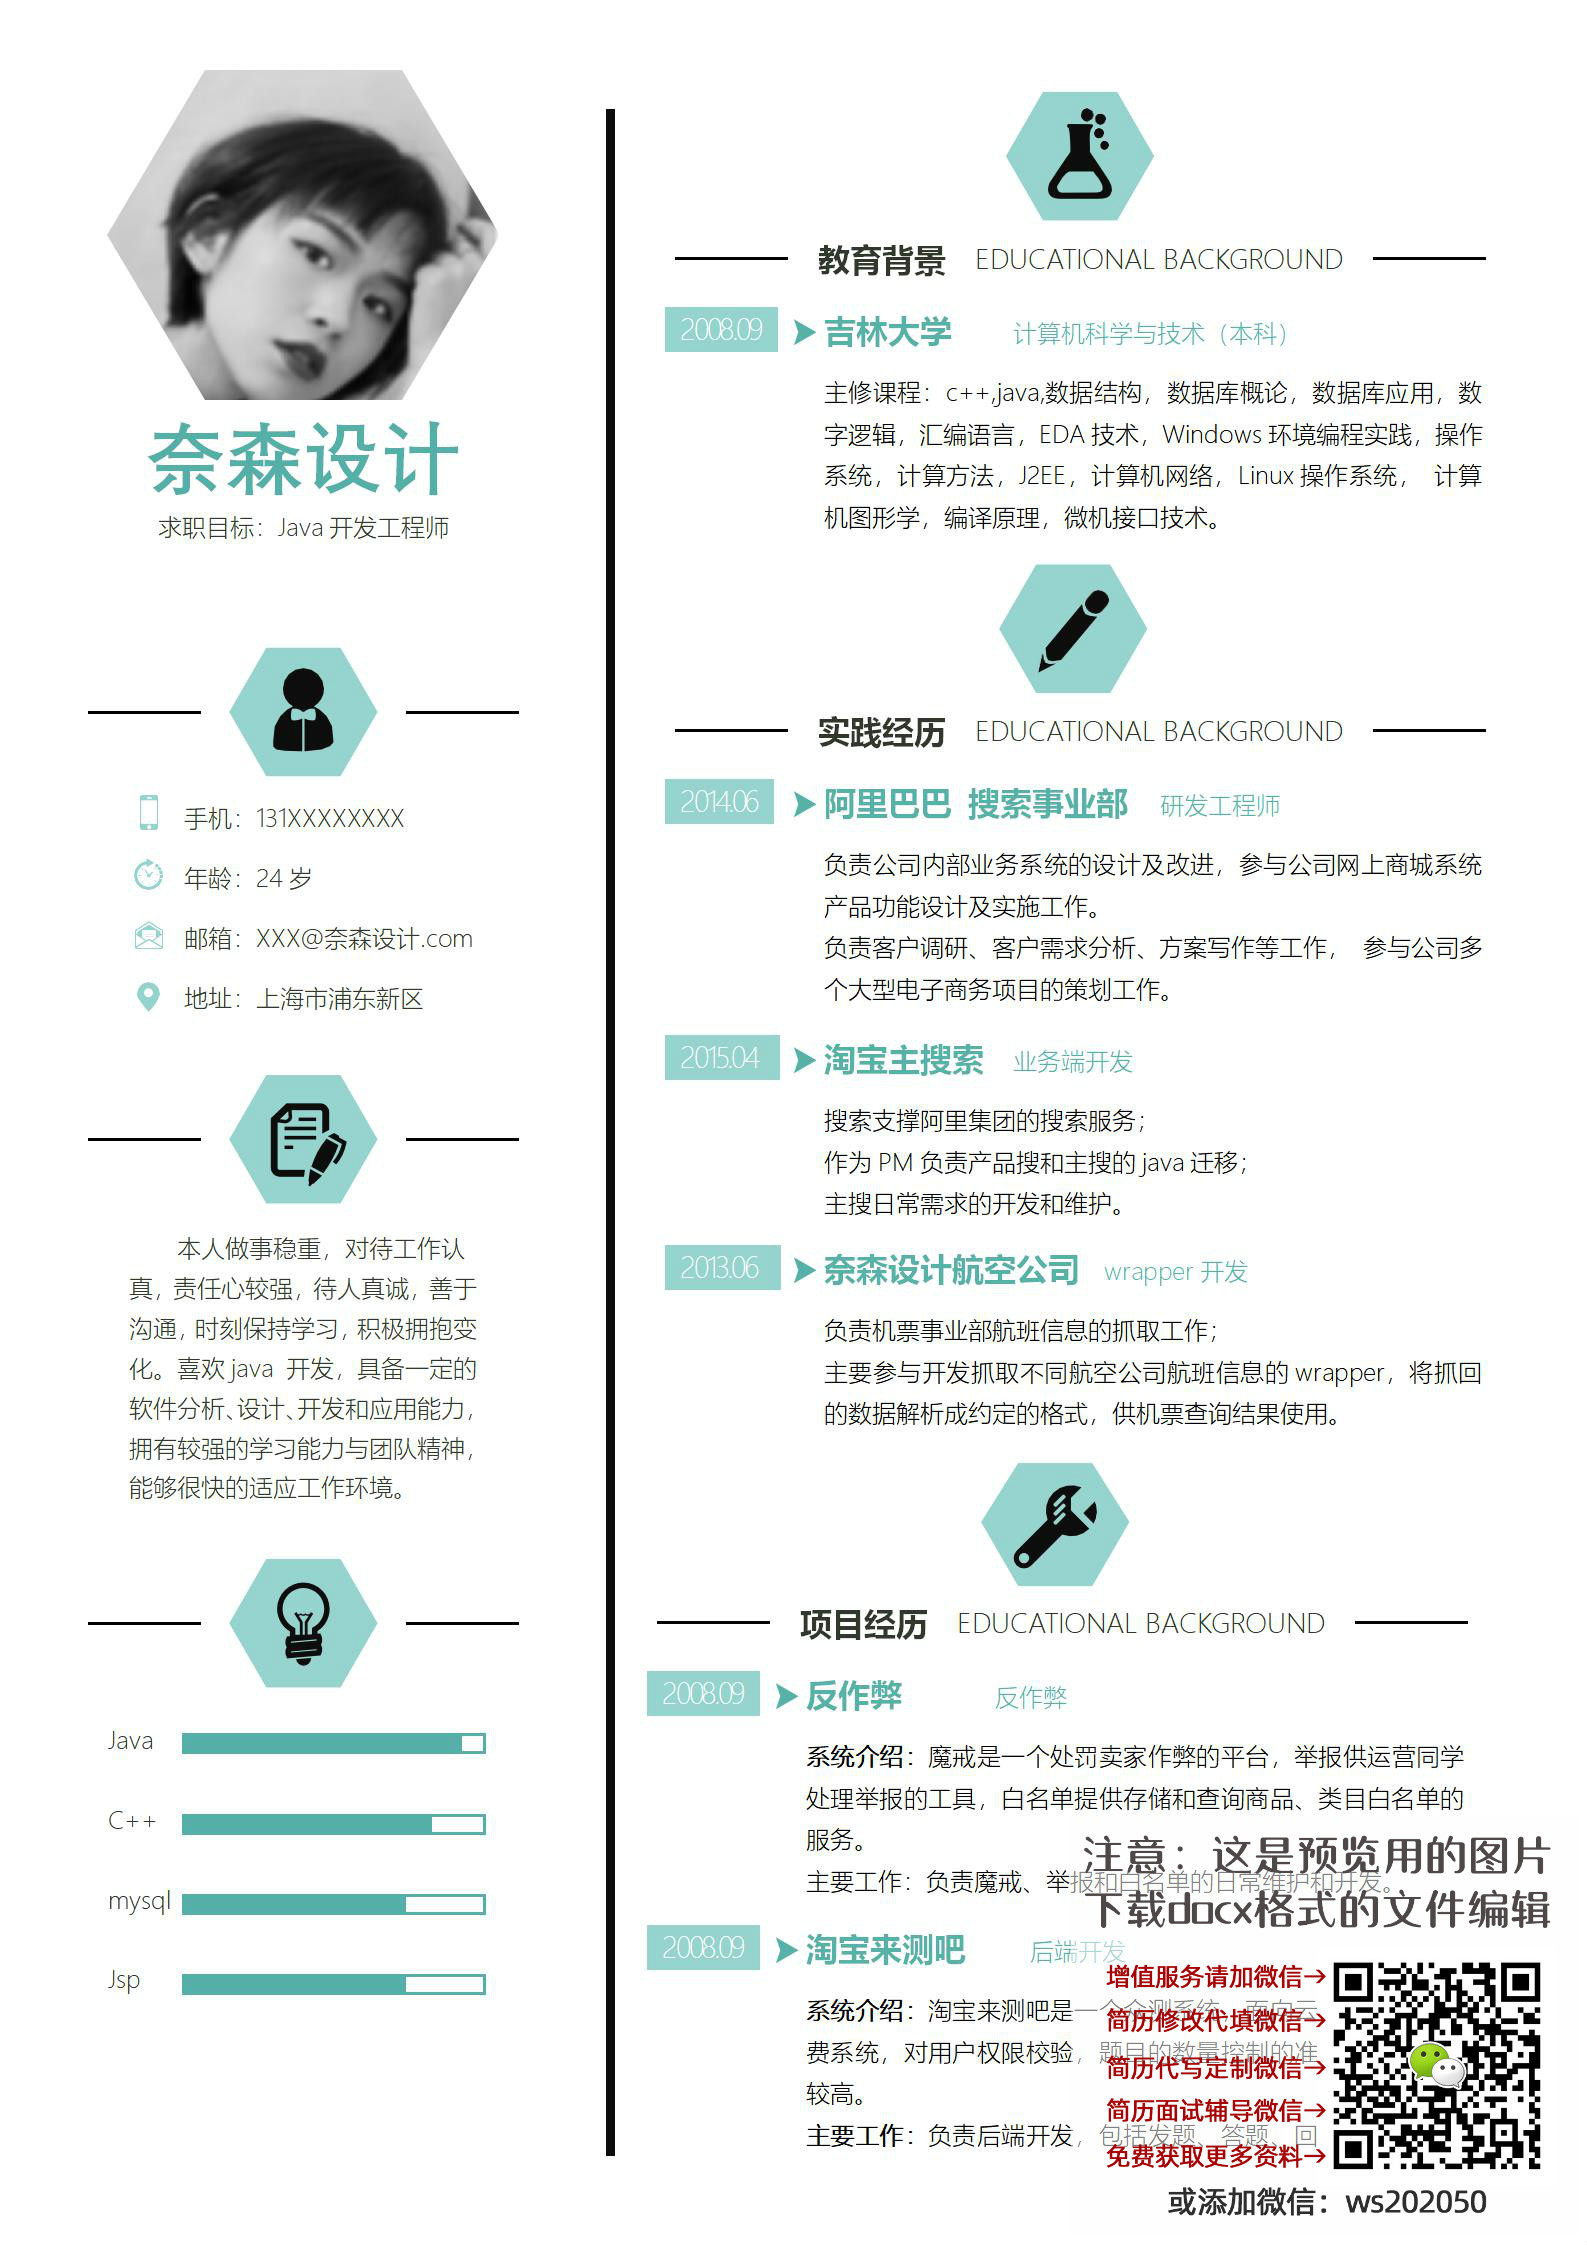 奈森设计
求职目标：Java 开发工程师
手机：131XXXXXXXX
年龄：24 岁
邮箱：XXX@奈森设计.com
地址：上海市浦东新区
本人做事稳重，对待工作认
真，责任心较强，待人真诚，善于
沟通，时刻保持学习，积极拥抱变
化。喜欢 java 开发，具备一定的
软件分析、设计、开发和应用能力，
拥有较强的学习能力与团队精神，
能够很快的适应工作环境。
Java
C++
mysql
Jsp
教育背景 EDUCATIONAL BACKGROUND
2008.09 吉林大学 计算机科学与技术（本科）
主修课程：c++,java,数据结构，数据库概论，数据库应用，数
字逻辑，汇编语言，EDA 技术，Windows 环境编程实践，操作
系统，计算方法，J2EE，计算机网络，Linux 操作系统， 计算
机图形学，编译原理，微机接口技术。
实践经历 EDUCATIONAL BACKGROUND
2014.06 阿里巴巴 搜索事业部 研发工程师
负责公司内部业务系统的设计及改进，参与公司网上商城系统
产品功能设计及实施工作。
负责客户调研、客户需求分析、方案写作等工作， 参与公司多
个大型电子商务项目的策划工作。
2015.04 淘宝主搜索 业务端开发
搜索支撑阿里集团的搜索服务；
作为 PM 负责产品搜和主搜的 java 迁移；
主搜日常需求的开发和维护。
2013.06 奈森设计航空公司 wrapper 开发
负责机票事业部航班信息的抓取工作；
主要参与开发抓取不同航空公司航班信息的 wrapper，将抓回
的数据解析成约定的格式，供机票查询结果使用。
项目经历 EDUCATIONAL BACKGROUND
2008.09 反作弊 反作弊
系统介绍：魔戒是一个处罚卖家作弊的平台，举报供运营同学
处理举报的工具，白名单提供存储和查询商品、类目白名单的
服务。
主要工作：负责魔戒、举报和白名单的日常维护和开发。
2008.09 淘宝来测吧 后端开发
系统介绍：淘宝来测吧是一个众测系统，面向云
费系统，对用户权限校验，题目的数量控制的准
较高。
主要工作：负责后端开发，包括发题、答题、回
注意：这是预览用的图片
下载docx格式的文件编辑
增值服务请加微信→
简历修改代填微信→
简历代写定制微信→
简历面试辅导微信→
免费获取更多资料→
或添加微信：ws202050